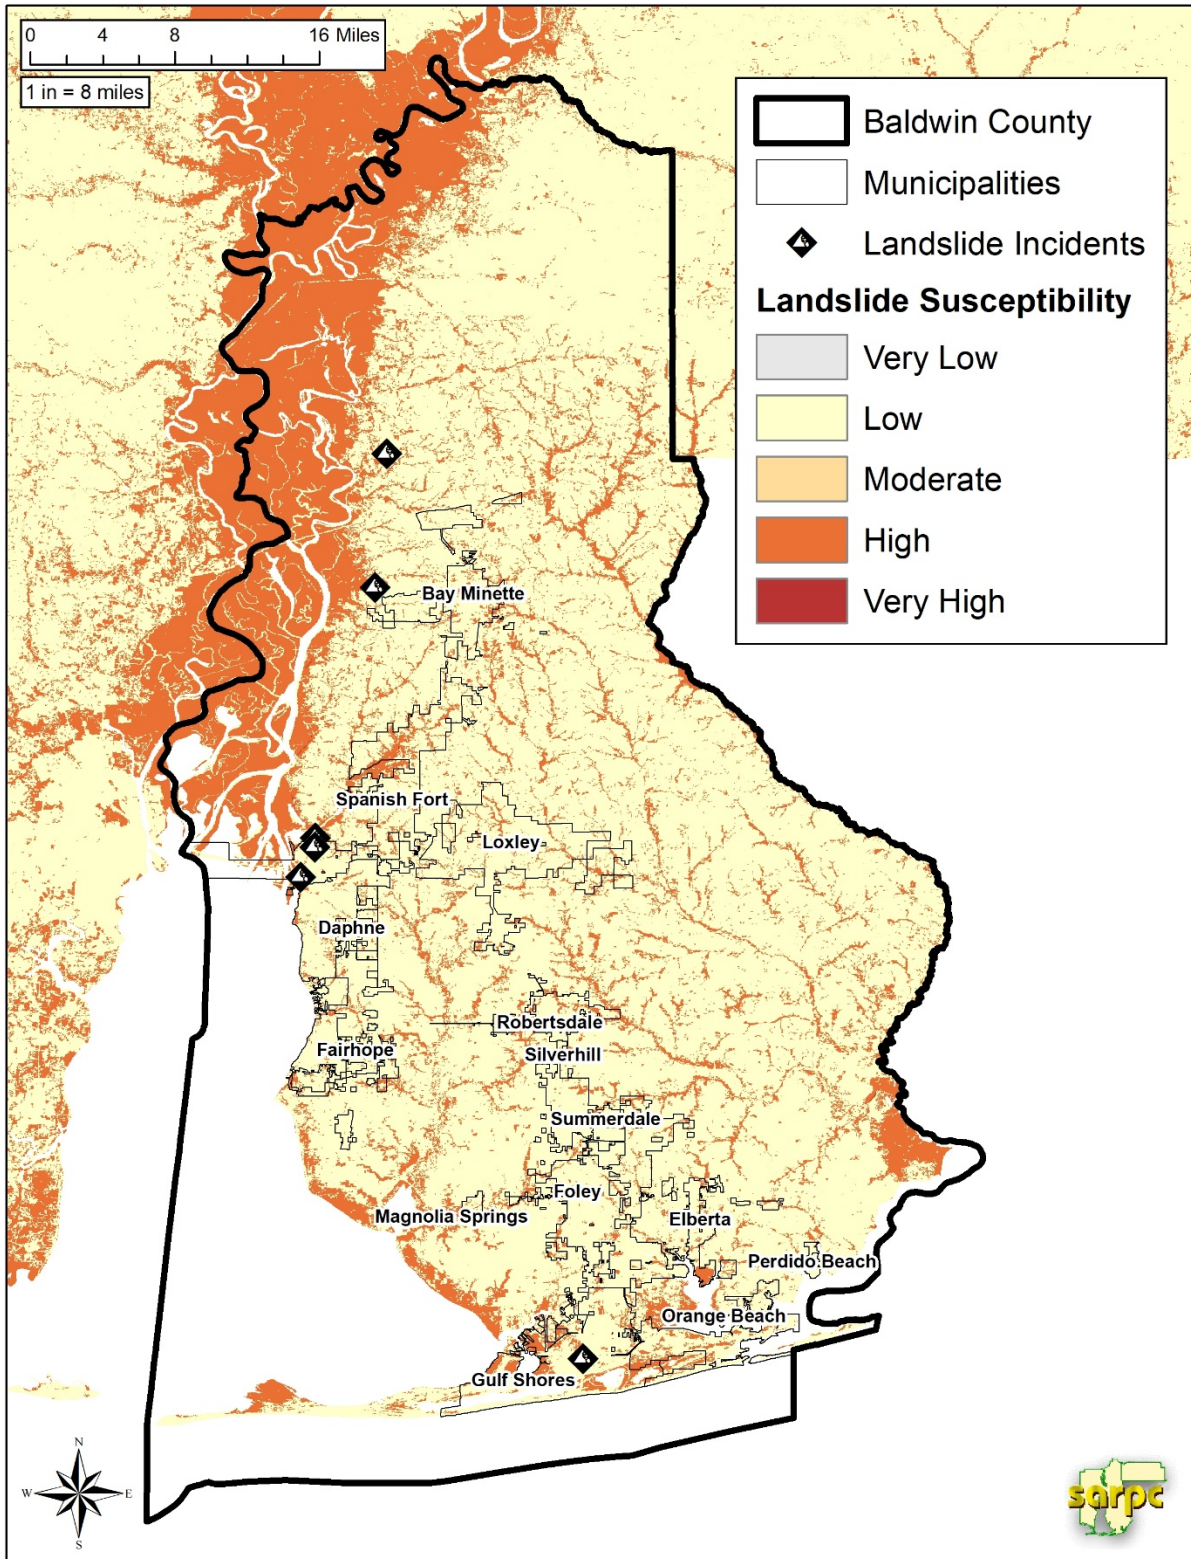 0 4 8 16 Miles
1 in = 8 miles
Baldwin County
Municipalities
Landslide Incidents
Landslide Susceptibility
Very Low
Low
Moderate
High
Very High
Bay Minette
Spanish Fort
Loxley
Daphne
Robertsdale
Fairhope
Silverhill
Summerdale
Foley
Magnolia Springs
Elberta
Perdido Beach
Orange Beach
Gulf Shores
N
W E
S
sarpc